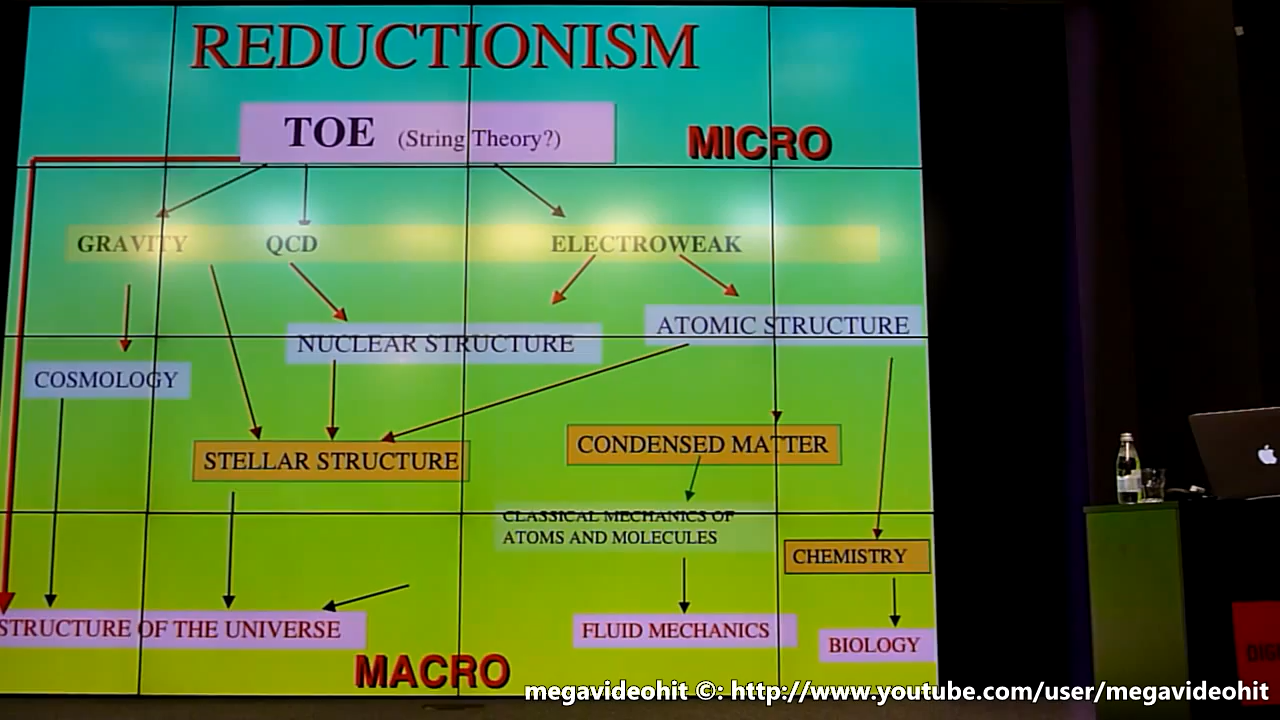 REDUCTIONISM
TOE (String Theory?)
MICRO
GRAVITY
QCD
ELECTROWEAK
NUCLEAR STRUCTURE
ATOMIC STRUCTURE
COSMOLOGY
STELLAR STRUCTURE
CONDENSED MATTER
CLASSICAL MECHANICS OF
ATOMS AND MOLECULES
CHEMISTRY
STRUCTURE OF THE UNIVERSE
FLUID MECHANICS
BIOLOGY
MACRO
megavideohit ©: http://www.youtube.com/user/megavideohit
DIG